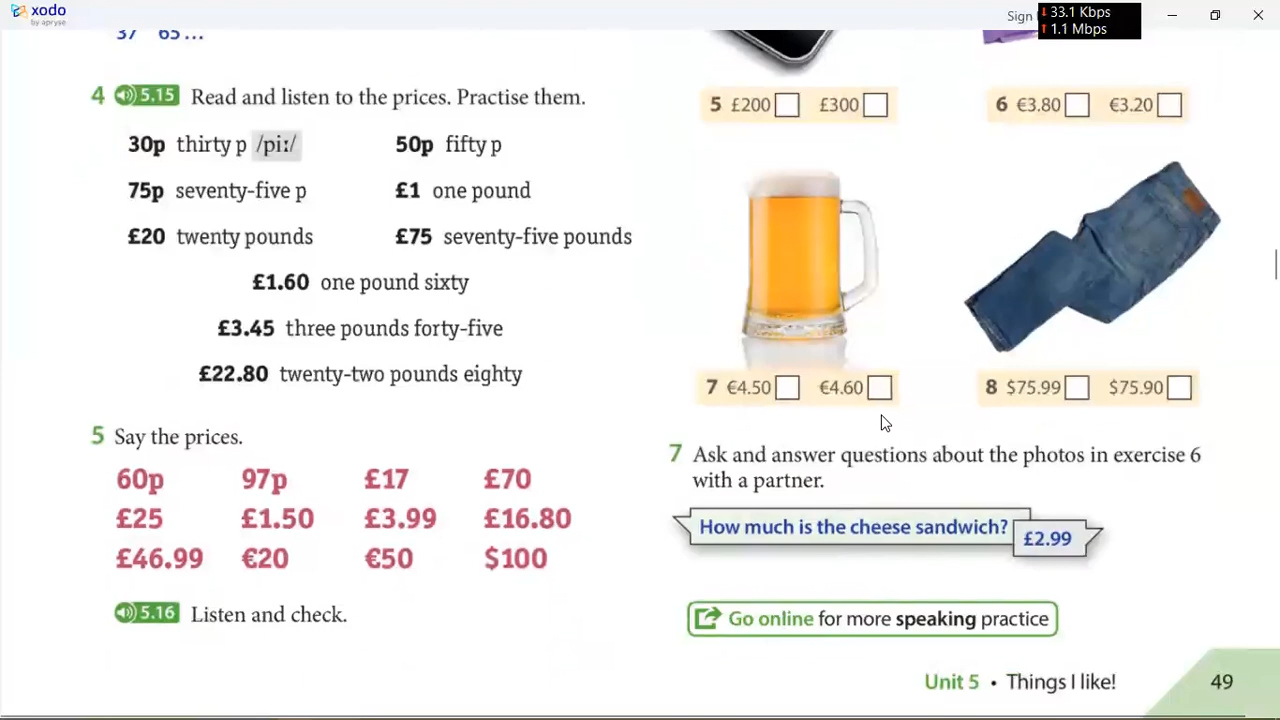 xodo
by apryse
Sign
33.1 Kbps
1.1 Mbps
37 65...
4 5.15 Read and listen to the prices. Practise them.
30p thirty p /piː/ 50p fifty p
75p seventy-five p £1 one pound
£20 twenty pounds £75 seventy-five pounds
£1.60 one pound sixty
£3.45 three pounds forty-five
£22.80 twenty-two pounds eighty
5 Say the prices.
60p 97p £17 £70
£25 £1.50 £3.99 £16.80
£46.99 €20 €50 $100
5.16 Listen and check.
5 £200 £300
6 €3.80 €3.20
7 €4.50 €4.60
8 $75.99 $75.90
7 Ask and answer questions about the photos in exercise 6
with a partner.
How much is the cheese sandwich?
£2.99
Go online for more speaking practice
Unit 5 • Things I like! 49